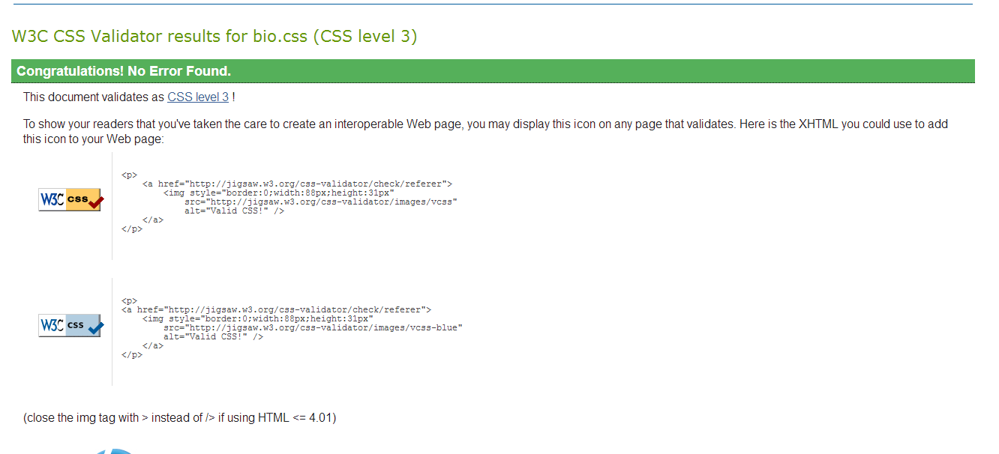 W3C CSS Validator results for bio.css (CSS level 3)
Congratulations! No Error Found.
This document validates as CSS level 3 !
To show your readers that you've taken the care to create an interoperable Web page, you may display this icon on any page that validates. Here is the XHTML you could use to add
this icon to your Web page:
<p>
<a href="http://jigsaw.w3.org/css-validator/check/referer">
<img style="border:0;width:88px;height:31px"
W3C css
src="http://jigsaw.w3.org/css-validator/images/vcss"
alt="Valid CSS!" />
</a>
</p>
<p>
<a href="http://jigsaw.w3.org/css-validator/check/referer">
<img style="border:0;width:88px;height:31px"
W3C css
src="http://jigsaw.w3.org/css-validator/images/vcss-blue"
alt="Valid CSS!" />
</a>
</p>
(close the img tag with > instead of /> if using HTML <= 4.01)